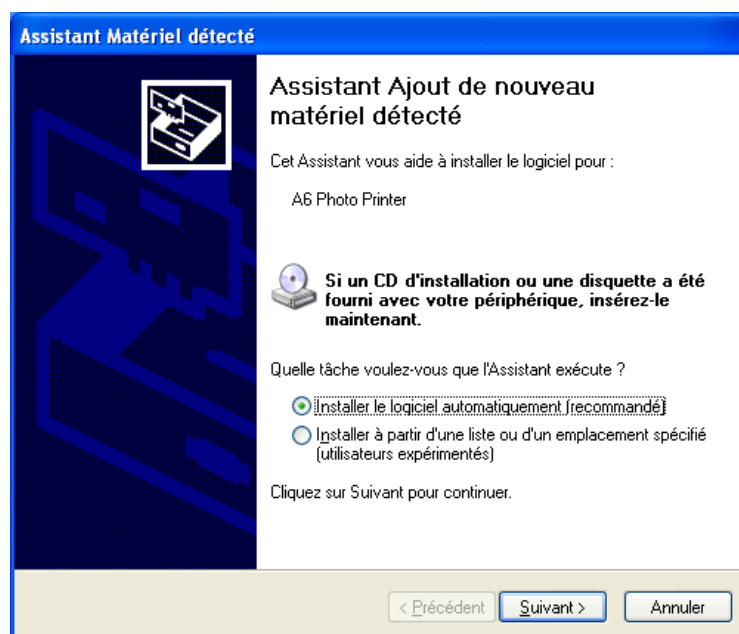 Assistant Matériel détecté
Assistant Ajout de nouveau
matériel détecté
Cet Assistant vous aide à installer le logiciel pour :
A6 Photo Printer
Si un CD d'installation ou une disquette a été
fourni avec votre périphérique, insérez-le
maintenant.
Quelle tâche voulez-vous que l'Assistant exécute ?
Installer le logiciel automatiquement (recommandé)
Installer à partir d'une liste ou d'un emplacement spécifié
(utilisateurs expérimentés)
Cliquez sur Suivant pour continuer.
< Précédent Suivant > Annuler